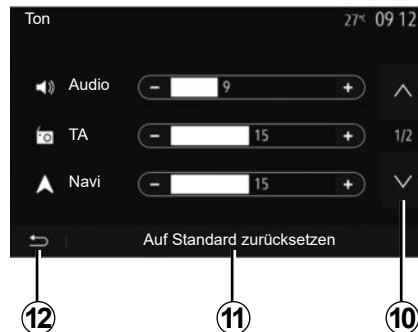 Ton 27°C 09 12
Audio - 9 +
TA - 15 + 1/2
Navi - 15 +
Auf Standard zurücksetzen
12 11 10